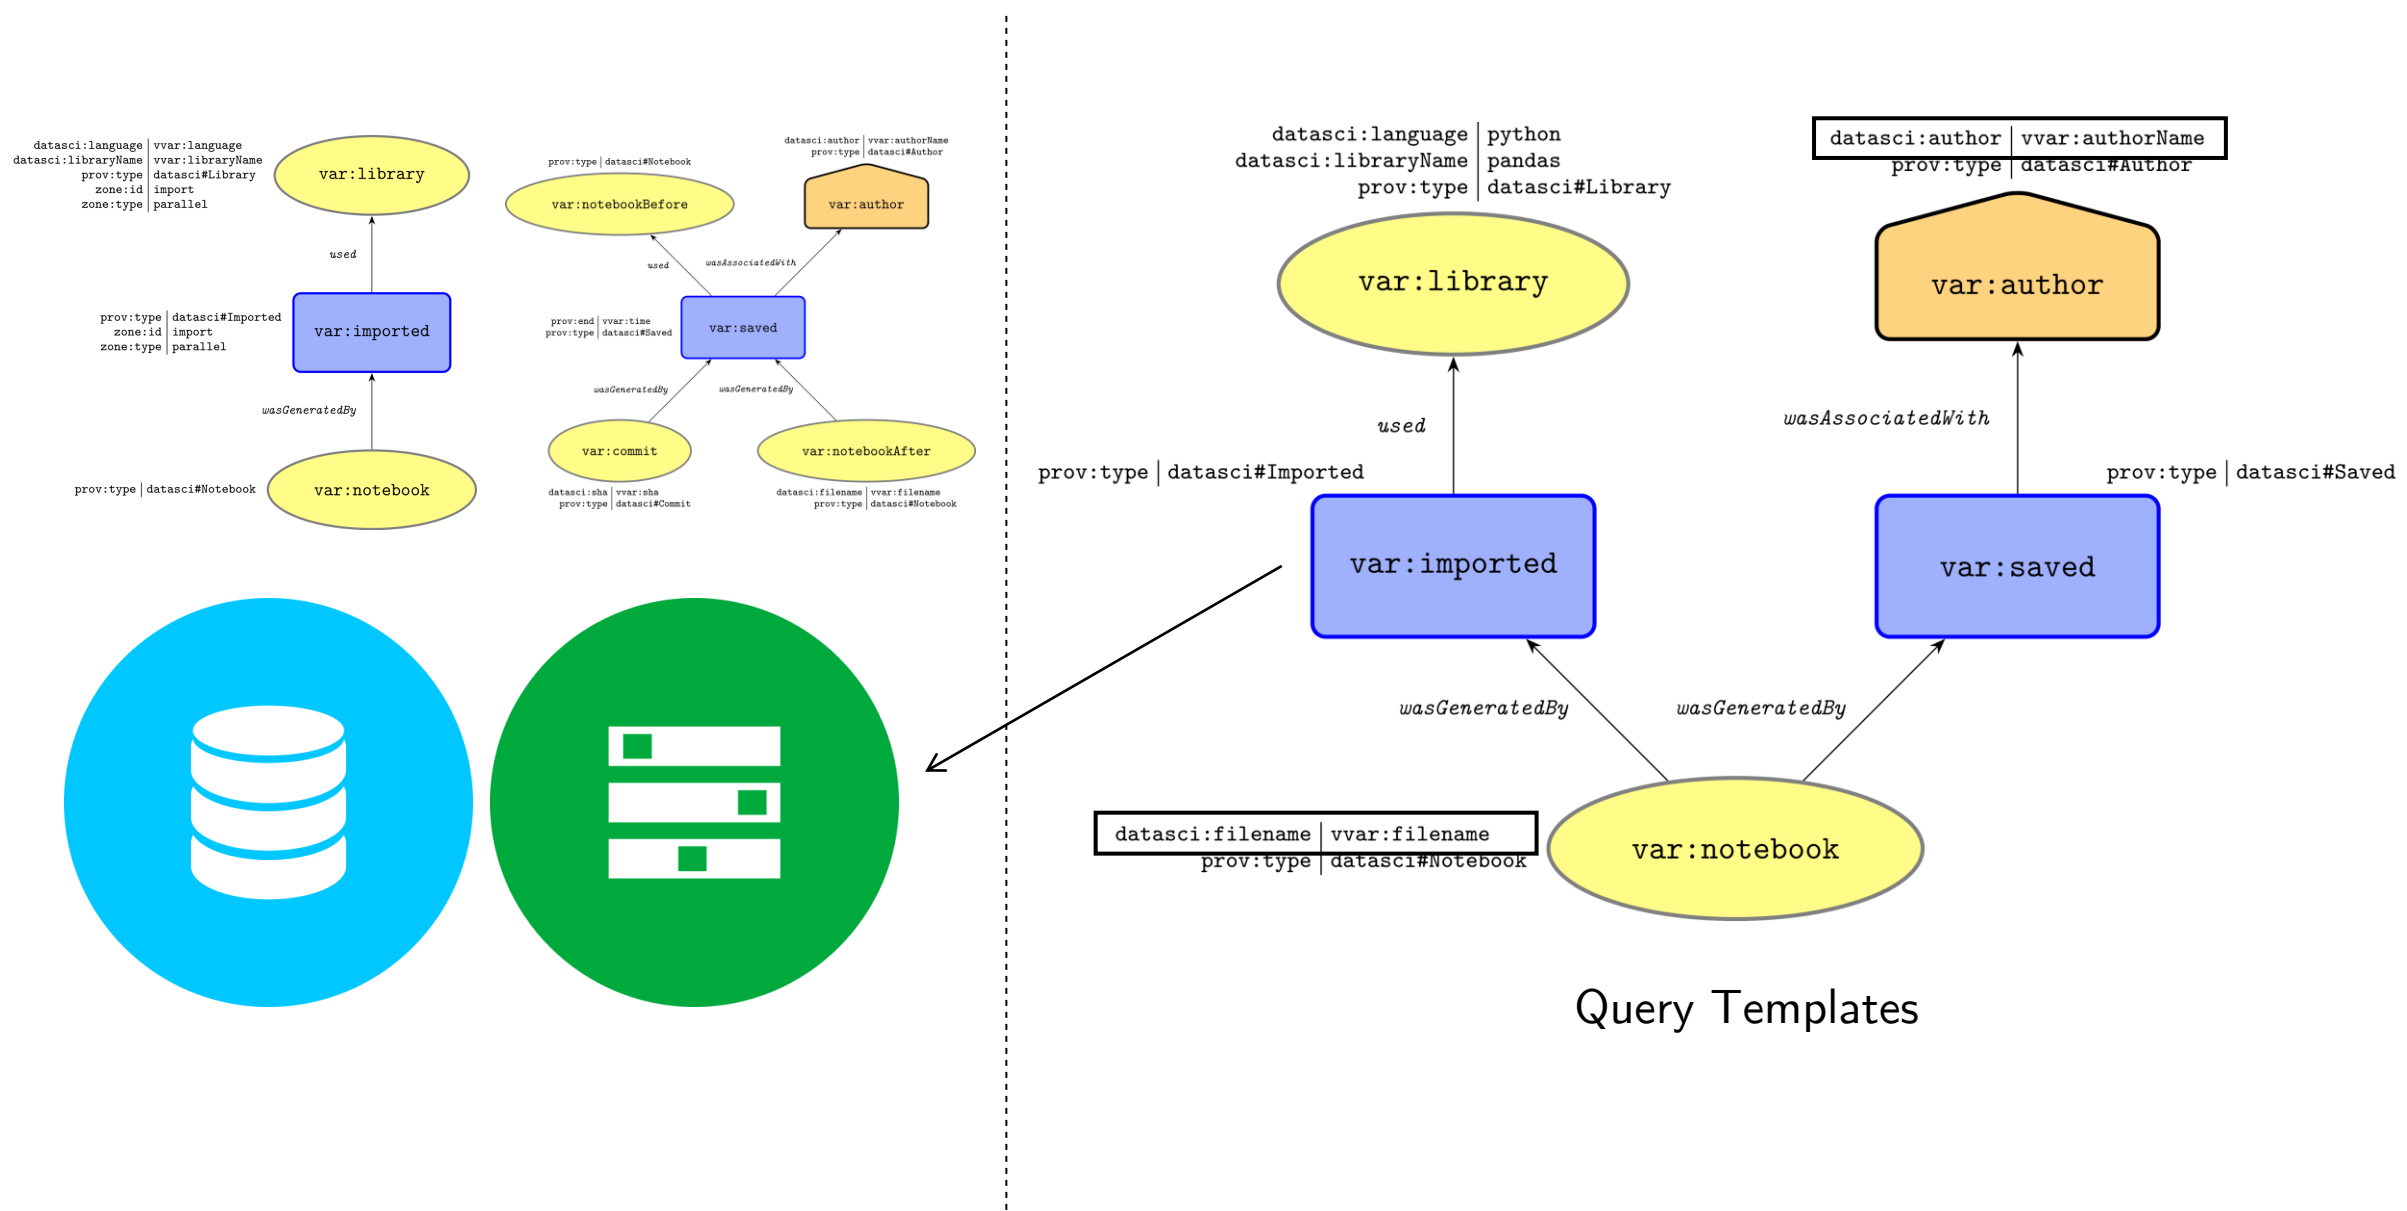 datasci:language vvar:language
datasci:libraryName vvar:libraryName
prov:type datasci#Library
zone:id import
zone:type parallel
var:library
used
prov:type datasci#Imported
zone:id import
zone:type parallel
var:imported
wasGeneratedBy
prov:type datasci#Notebook
var:notebook
prov:type datasci#Notebook
var:notebookBefore
datasci:author vvar:authorName
prov:type datasci#Author
var:author
used
wasAssociatedWith
prov:end vvar:time
prov:type datasci#Saved
var:saved
wasGeneratedBy
wasGeneratedBy
var:commit
var:notebookAfter
datasci:sha vvar:sha
prov:type datasci#Commit
datasci:filename vvar:filename
prov:type datasci#Notebook
datasci:language python
datasci:libraryName pandas
prov:type datasci#Library
var:library
datasci:author vvar:authorName
prov:type datasci#Author
var:author
used
wasAssociatedWith
prov:type datasci#Imported
prov:type datasci#Saved
var:imported
var:saved
wasGeneratedBy
wasGeneratedBy
datasci:filename vvar:filename
prov:type datasci#Notebook
var:notebook
Query Templates